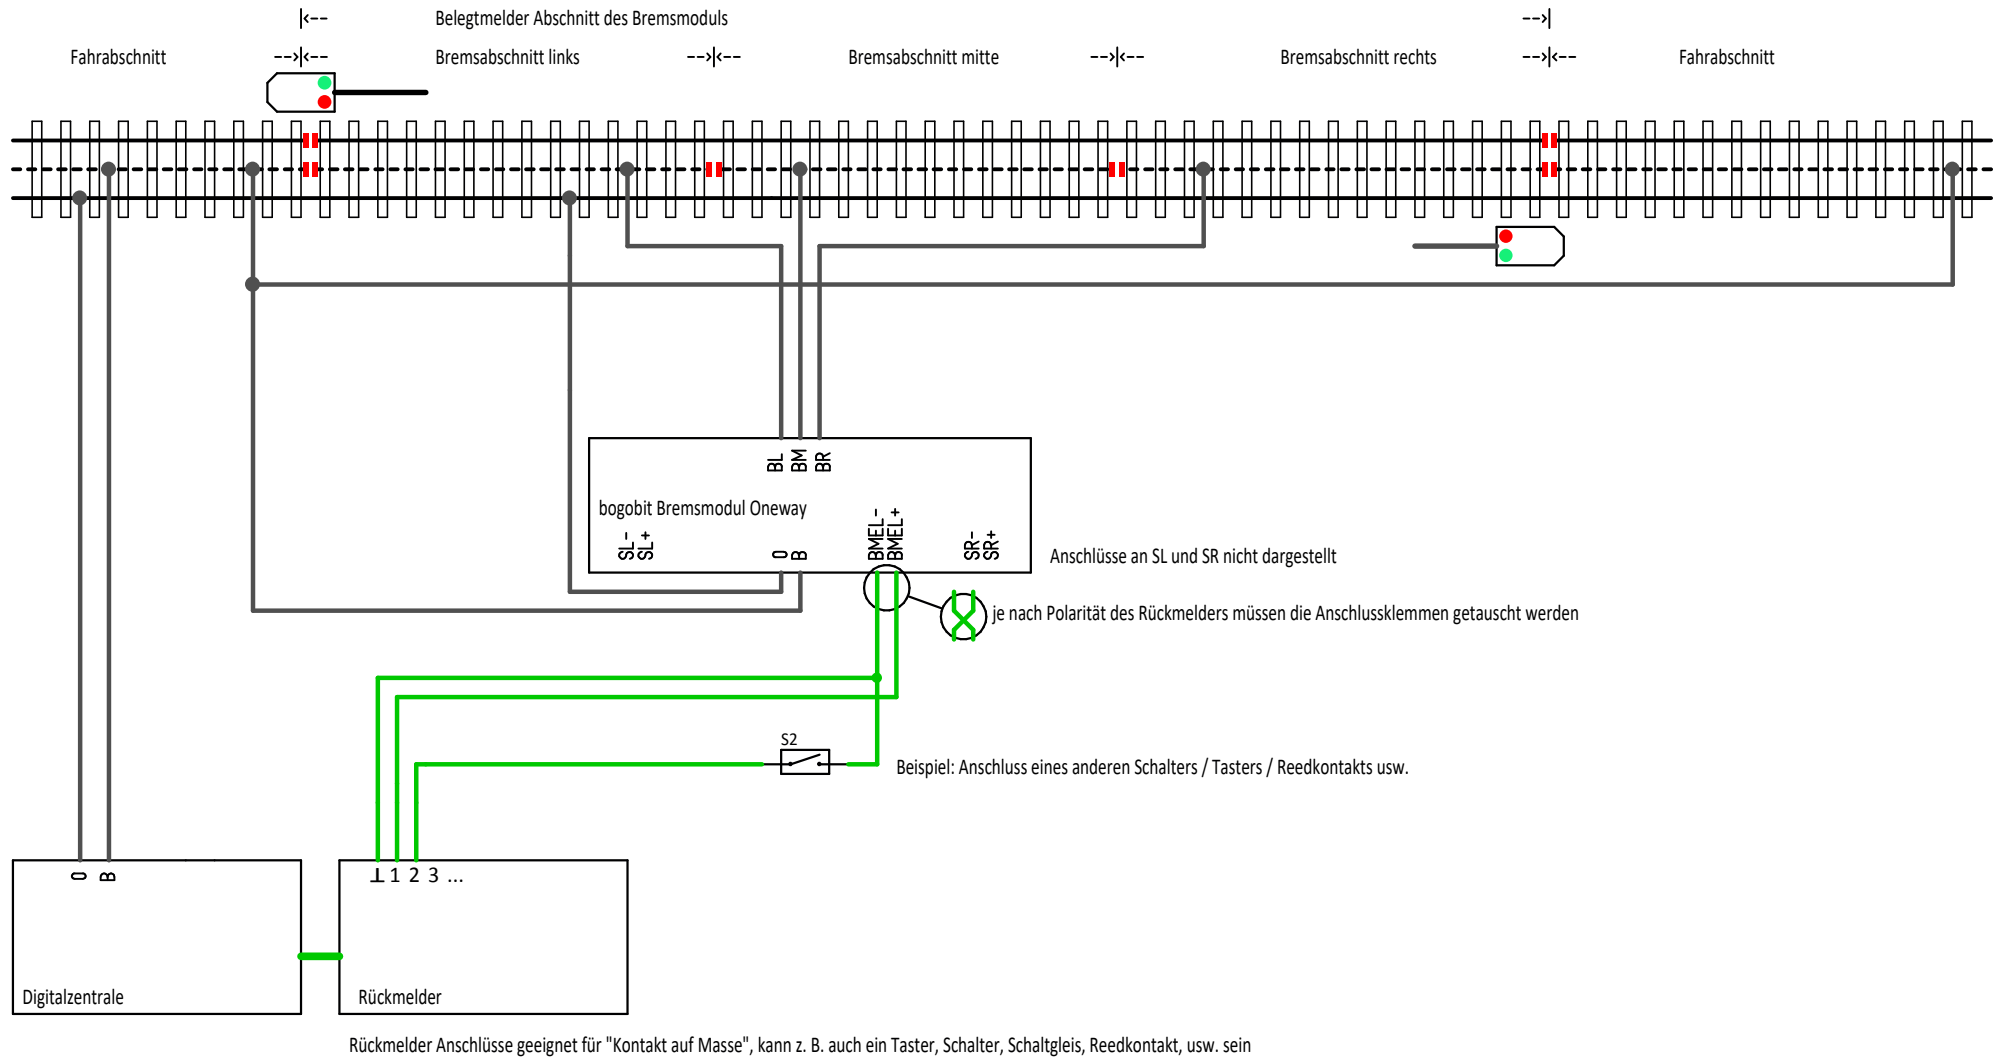 |<-- Belegtmelder Abschnitt des Bremsmoduls -->|
Fahrabschnitt -->|<-- Bremsabschnitt links -->|<-- Bremsabschnitt mitte -->|<-- Bremsabschnitt rechts -->|<-- Fahrabschnitt
BL BM BR
bogobit Bremsmodul Oneway
SL- SL+ 0 B BMEL- BMEL+ SR- SR+
Anschlüsse an SL und SR nicht dargestellt
je nach Polarität des Rückmelders müssen die Anschlussklemmen getauscht werden
S2
Beispiel: Anschluss eines anderen Schalters / Tasters / Reedkontakts usw.
0 B
⊥ 1 2 3 ...
Digitalzentrale
Rückmelder
Rückmelder Anschlüsse geeignet für "Kontakt auf Masse", kann z. B. auch ein Taster, Schalter, Schaltgleis, Reedkontakt, usw. sein